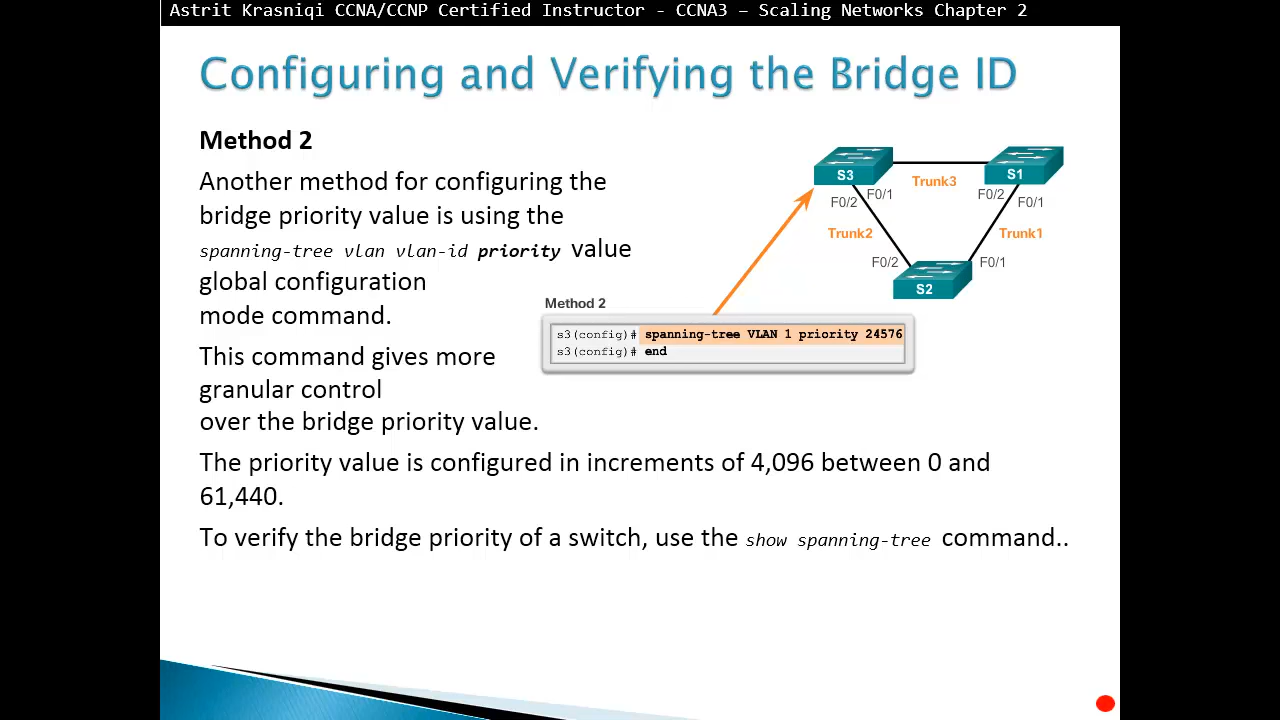 Astrit Krasniqi CCNA/CCNP Certified Instructor - CCNA3 – Scaling Networks Chapter 2
Configuring and Verifying the Bridge ID
Method 2
Another method for configuring the
bridge priority value is using the
spanning-tree vlan vlan-id priority value
global configuration
mode command.
This command gives more
granular control
over the bridge priority value.
The priority value is configured in increments of 4,096 between 0 and
61,440.
To verify the bridge priority of a switch, use the show spanning-tree command..
S3
S1
Trunk3
F0/2
F0/1
F0/2
F0/1
Trunk2
Trunk1
F0/2
F0/1
S2
Method 2
s3(config)# spanning-tree VLAN 1 priority 24576
s3(config)# end